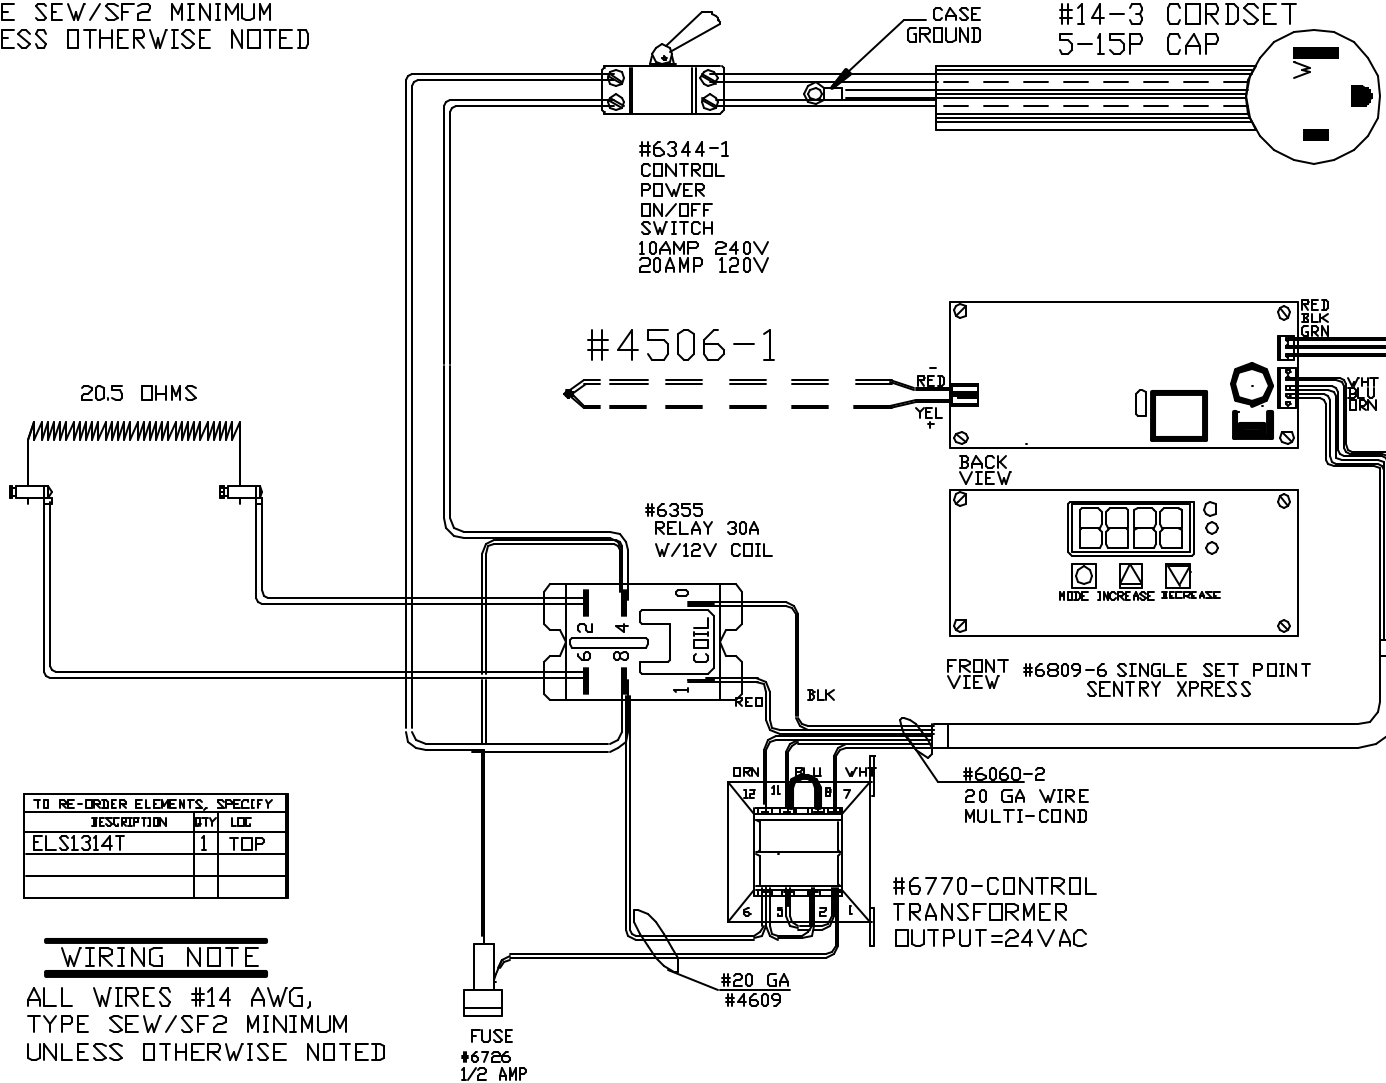 E SEW/SF2 MINIMUM
ESS OTHERWISE NOTED
CASE
GROUND
#14-3 CORDSET
5-15P CAP
W
#6344-1
CONTROL
POWER
ON/OFF
SWITCH
10AMP 240V
20AMP 120V
#4506-1
-
RED
YEL
+
RED
BLK
GRN
WHT
BLU
ORN
BACK
VIEW
20.5 OHMS
#6355
RELAY 30A
W/12V COIL
2
4
6
8
0
1
COIL
RED
BLK
MODE INCREASE DECREASE
FRONT
VIEW
#6809-6 SINGLE SET POINT
SENTRY XPRESS
ORN
BLU
WHT
12
11
8
7
6
5
2
1
#6060-2
20 GA WIRE
MULTI-COND
#6770-CONTROL
TRANSFORMER
OUTPUT=24VAC
TO RE-ORDER ELEMENTS, SPECIFY
DESCRIPTION QTY LOC
ELS1314T 1 TOP
WIRING NOTE
ALL WIRES #14 AWG,
TYPE SEW/SF2 MINIMUM
UNLESS OTHERWISE NOTED
#20 GA
#4609
FUSE
#6726
1/2 AMP